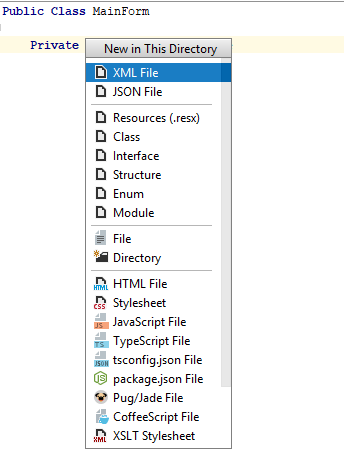 Public Class MainForm
Private
New in This Directory
XML File
JSON File
Resources (.resx)
Class
Interface
Structure
Enum
Module
File
Directory
HTML File
Stylesheet
JavaScript File
TypeScript File
tsconfig.json File
package.json File
Pug/Jade File
CoffeeScript File
XSLT Stylesheet